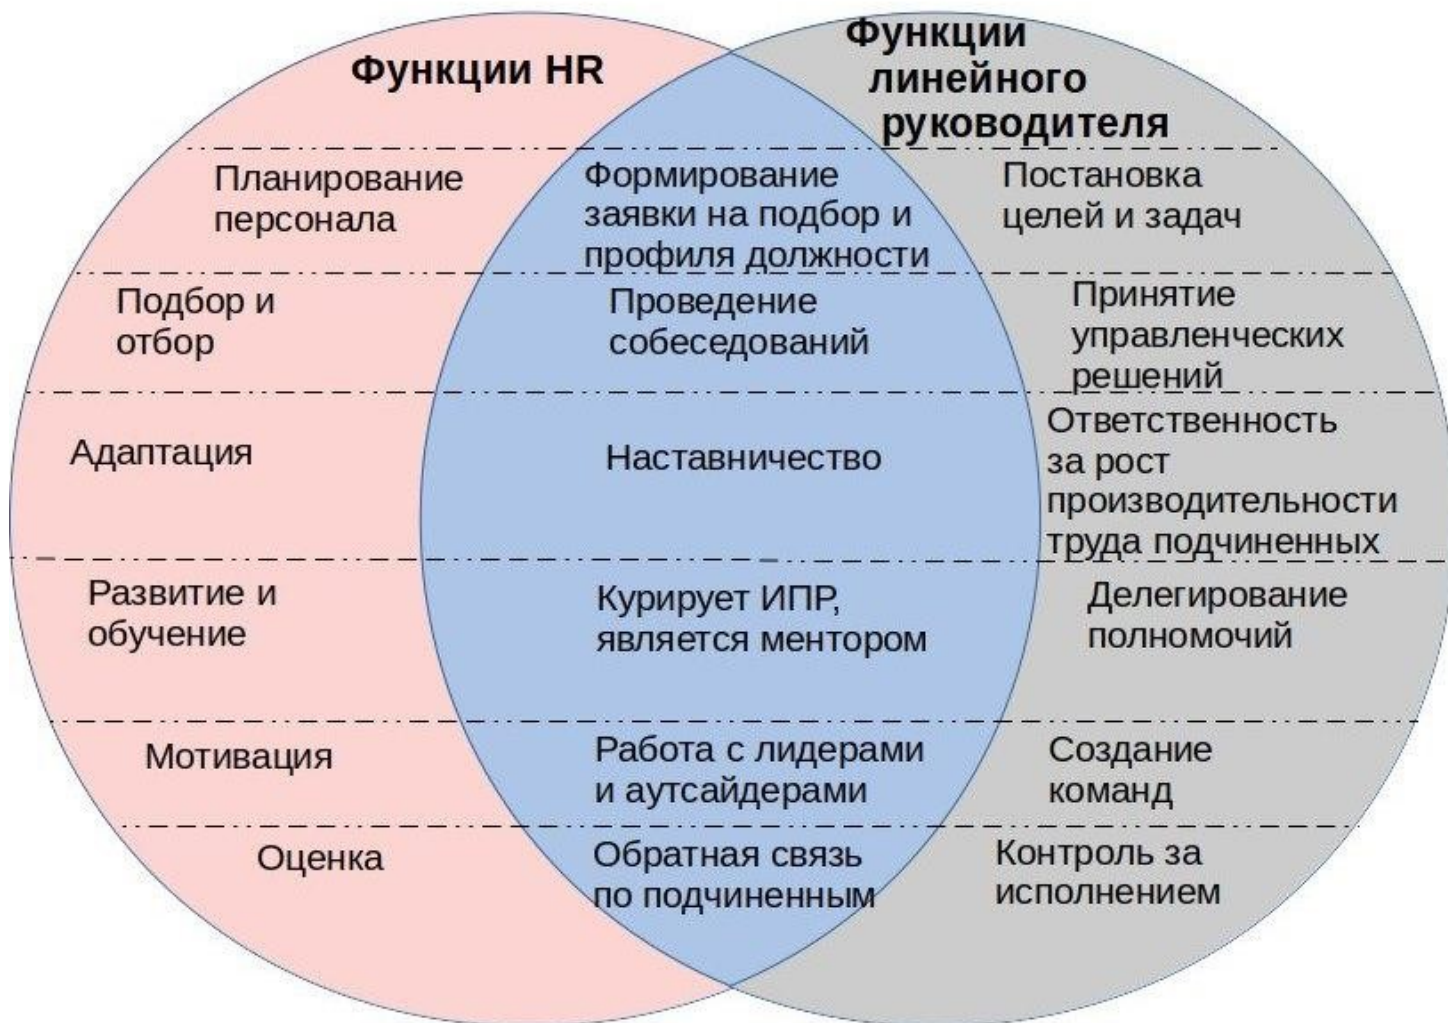 Функции HR
Функции
линейного
руководителя
Планирование
персонала
Формирование
заявки на подбор и
профиля должности
Постановка
целей и задач
Подбор и
отбор
Проведение
собеседований
Принятие
управленческих
решений
Адаптация
Наставничество
Ответственность
за рост
производительности
труда подчиненных
Развитие и
обучение
Курирует ИПР,
является ментором
Делегирование
полномочий
Мотивация
Работа с лидерами
и аутсайдерами
Создание
команд
Оценка
Обратная связь
по подчиненным
Контроль за
исполнением